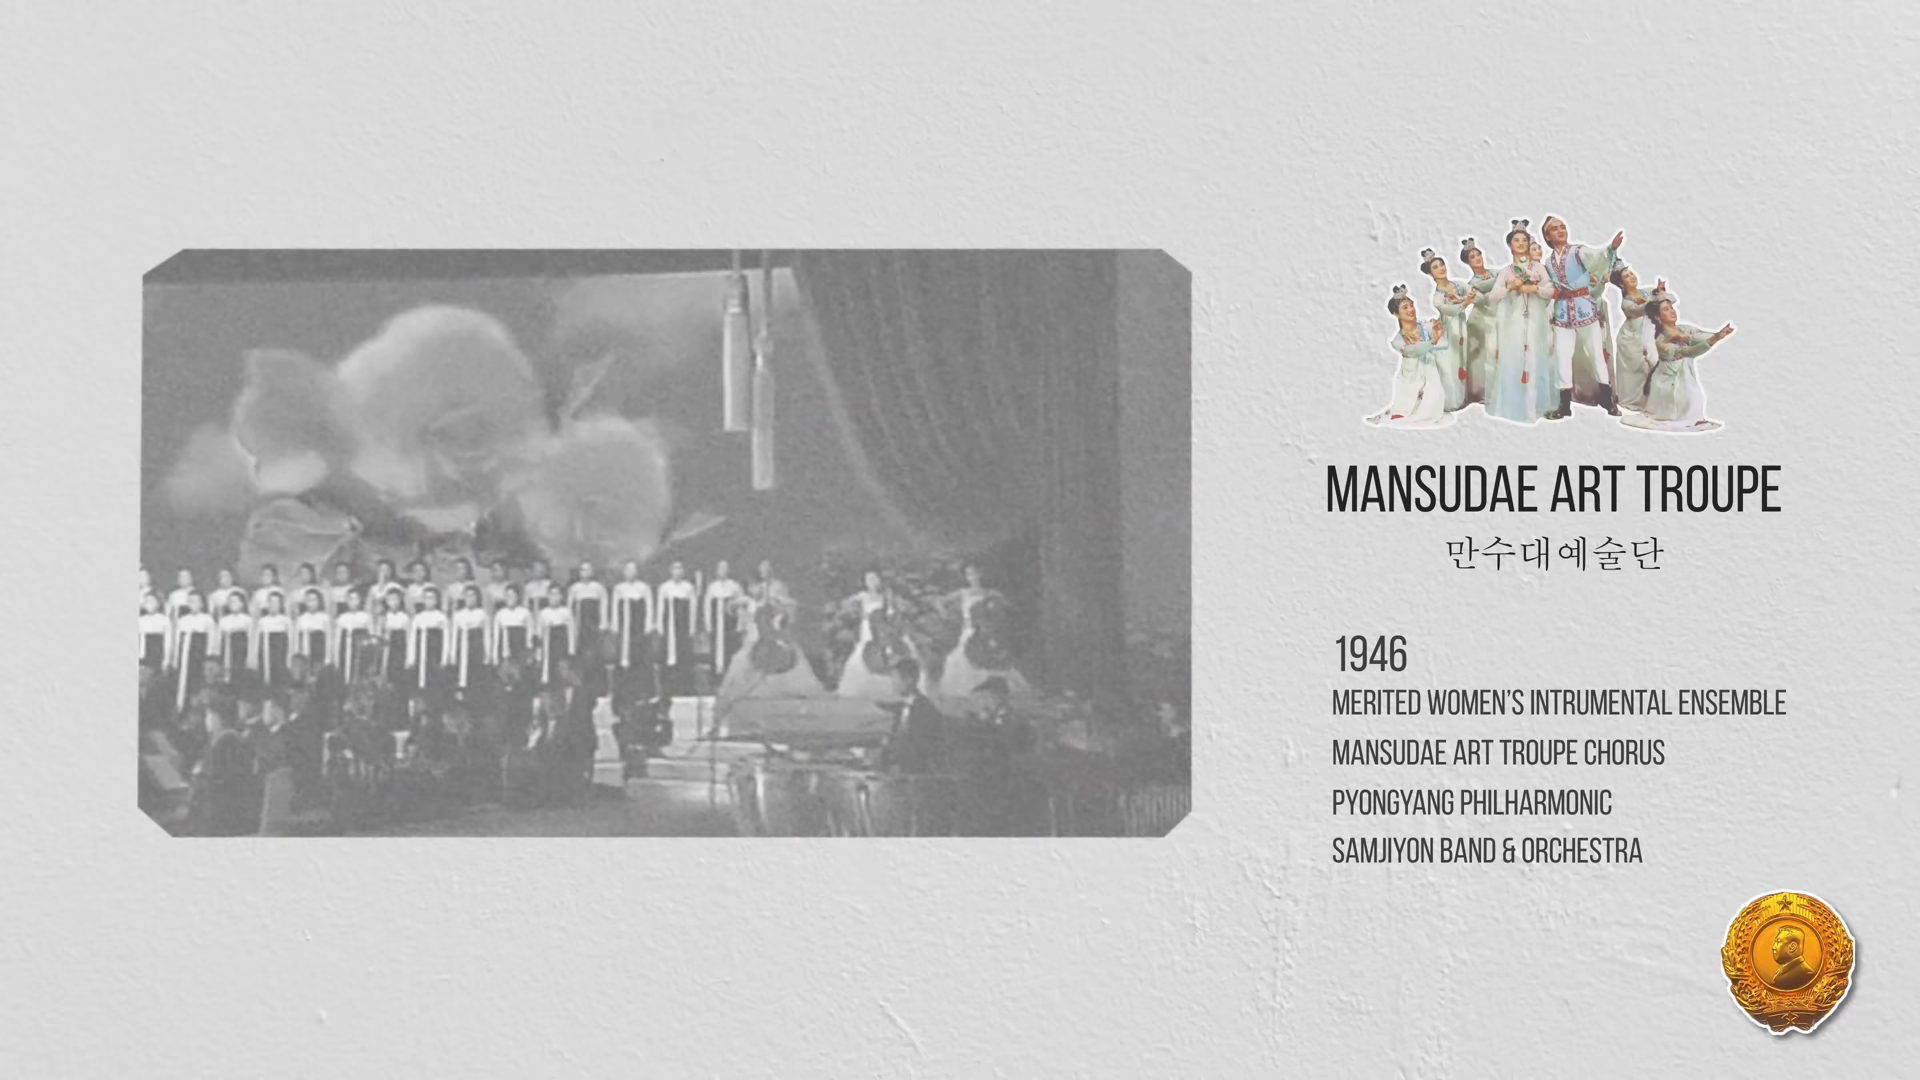 MANSUDAE ART TROUPE
만수대예술단
1946
MERITED WOMEN'S INTRUMENTAL ENSEMBLE
MANSUDAE ART TROUPE CHORUS
PYONGYANG PHILHARMONIC
SAMJIYON BAND & ORCHESTRA